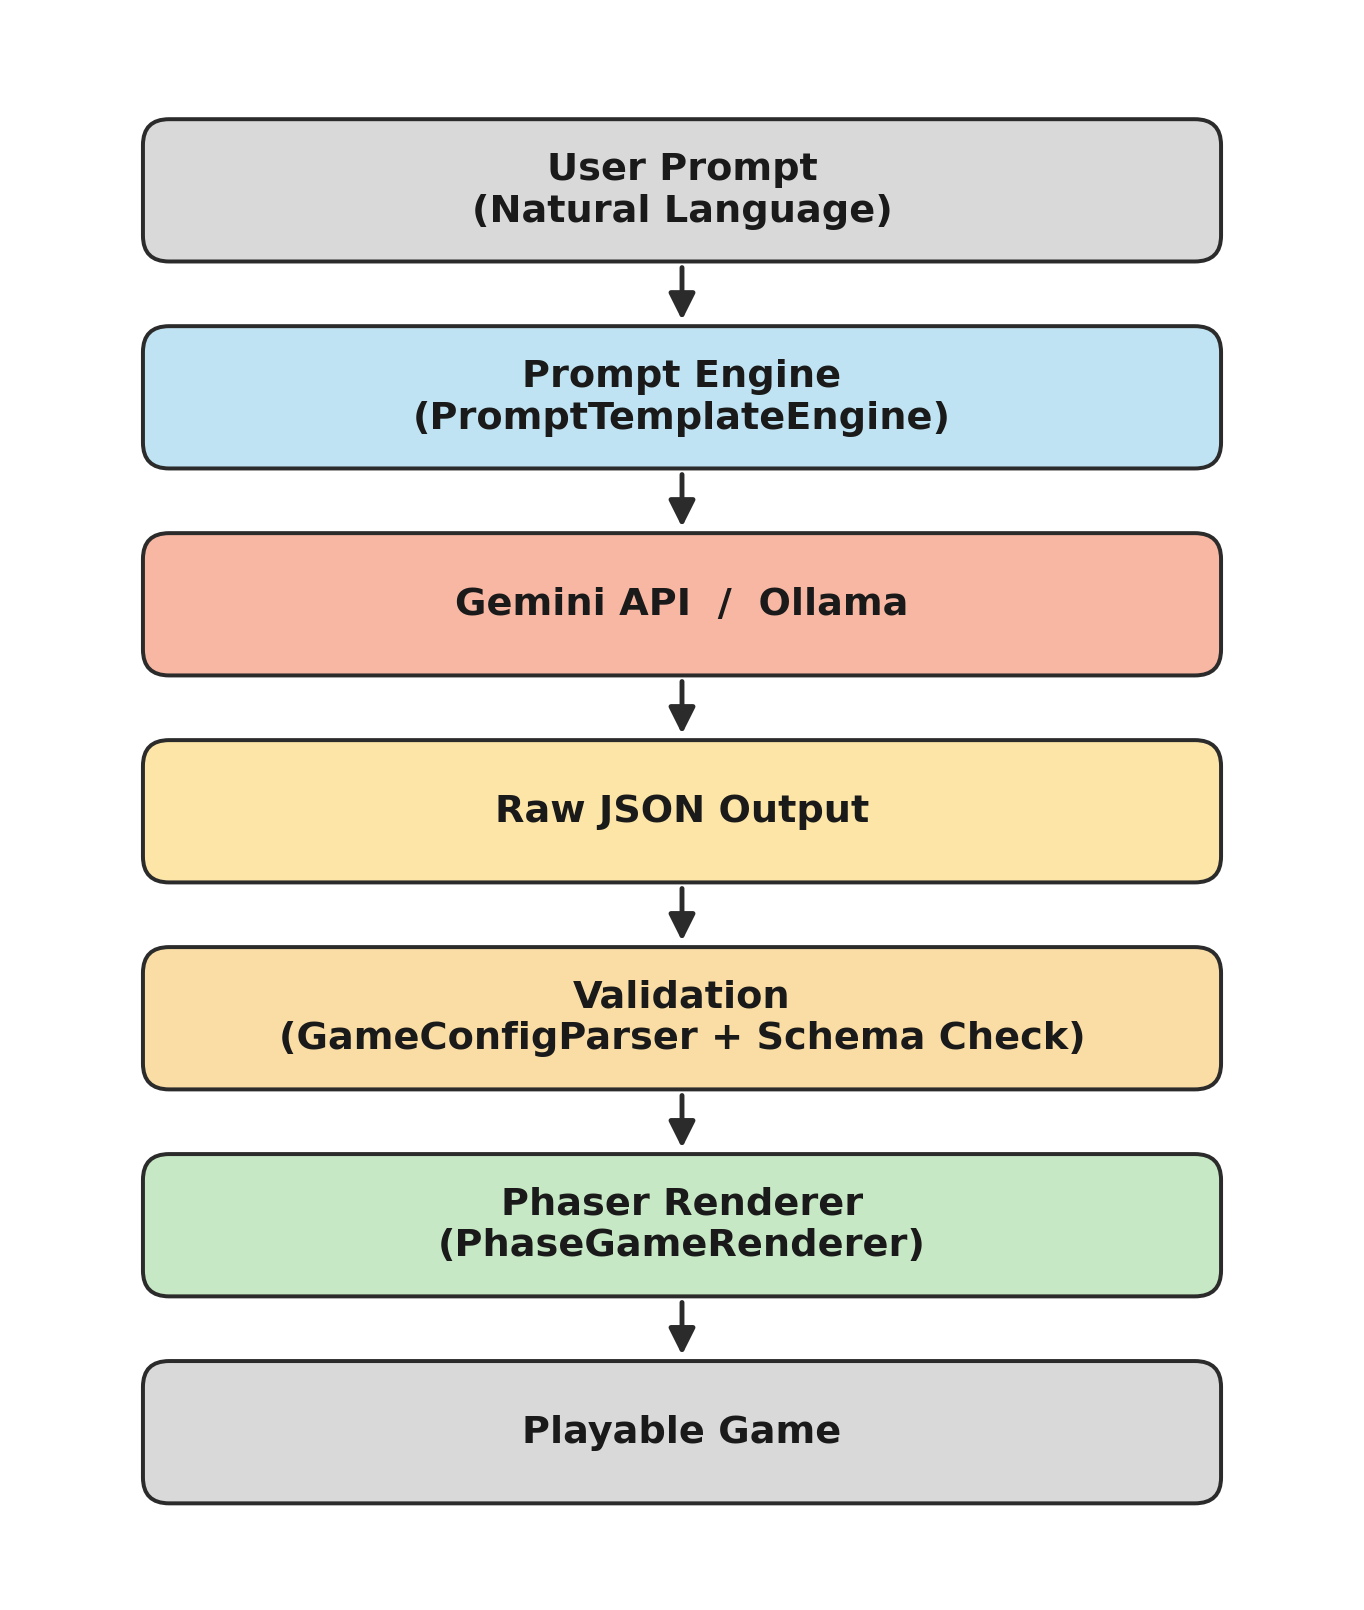 User Prompt
(Natural Language)
Prompt Engine
(PromptTemplateEngine)
Gemini API / Ollama
Raw JSON Output
Validation
(GameConfigParser + Schema Check)
Phaser Renderer
(PhaseGameRenderer)
Playable Game